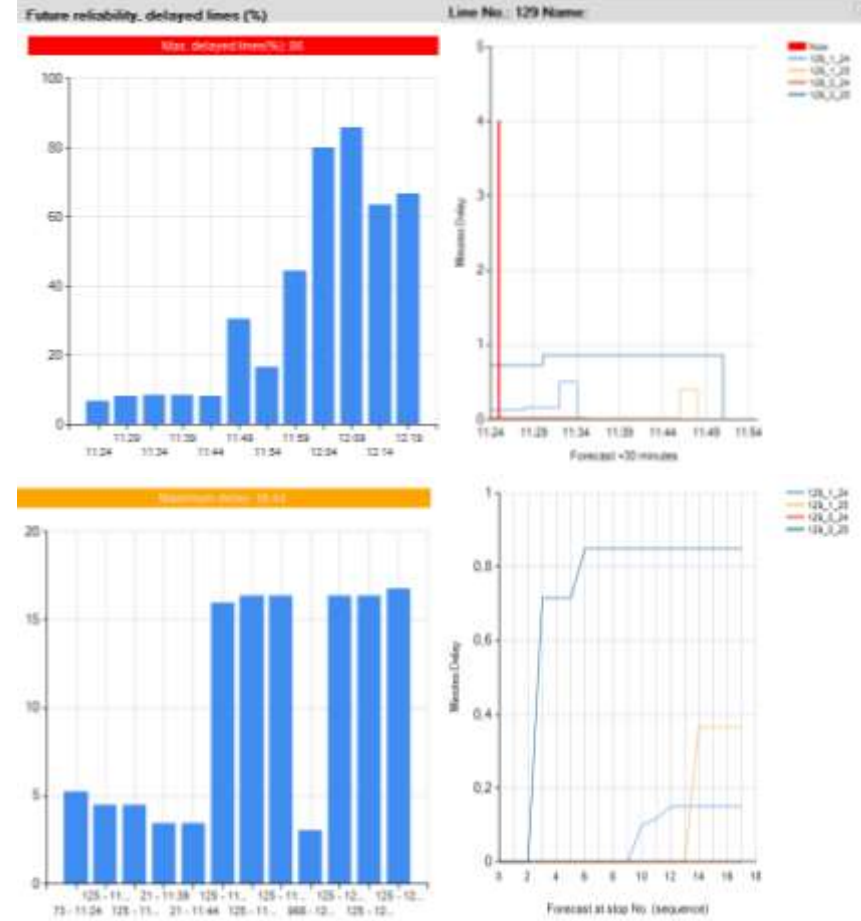 Future reliability, delayed lines (%)
Max. delayed lines(%): 86
100
80
60
40
20
0
11:29 11:39 11:49 11:59 12:09 12:19
11:24 11:34 11:44 11:54 12:04 12:14
Line No.: 129 Name:
5
4
3
2
1
0
Minutes Delay
11:24 11:29 11:34 11:39 11:44 11:49 11:54
Forecast +30 minutes
Now
129_1_24
129_1_25
Maximum delay:
20
15
10
5
0
125 - 11... 21 - 11:39 125 - 11... 125 - 11... 125 - 12... 125 - 12...
73 - 11:24 125 - 11... 21 - 11:44 125 - 11... 125 - 12...
1
0.8
0.6
0.4
0.2
0
Minutes Delay
2 4 6 8 10 12 14 16 18
Forecast at stop No. (sequence)
129_1_24
129_1_25